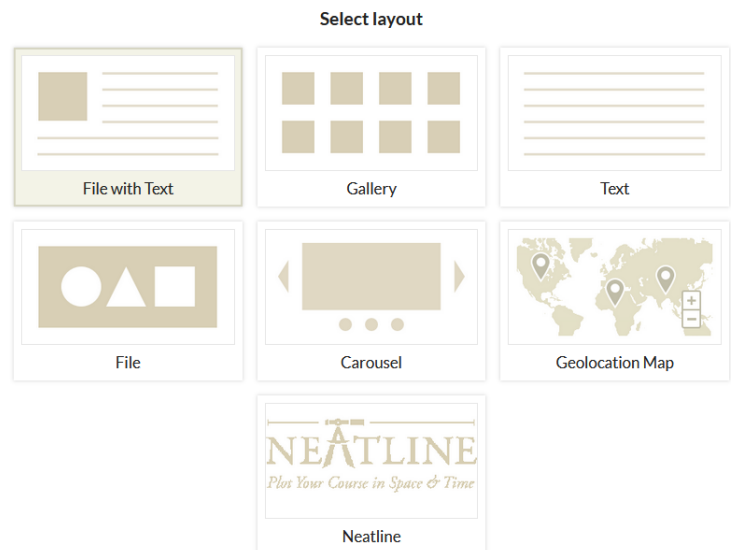 Select layout
File with Text
Gallery
Text
File
Carousel
Geolocation Map
NEATLINE
Plot Your Course in Space & Time
Neatline